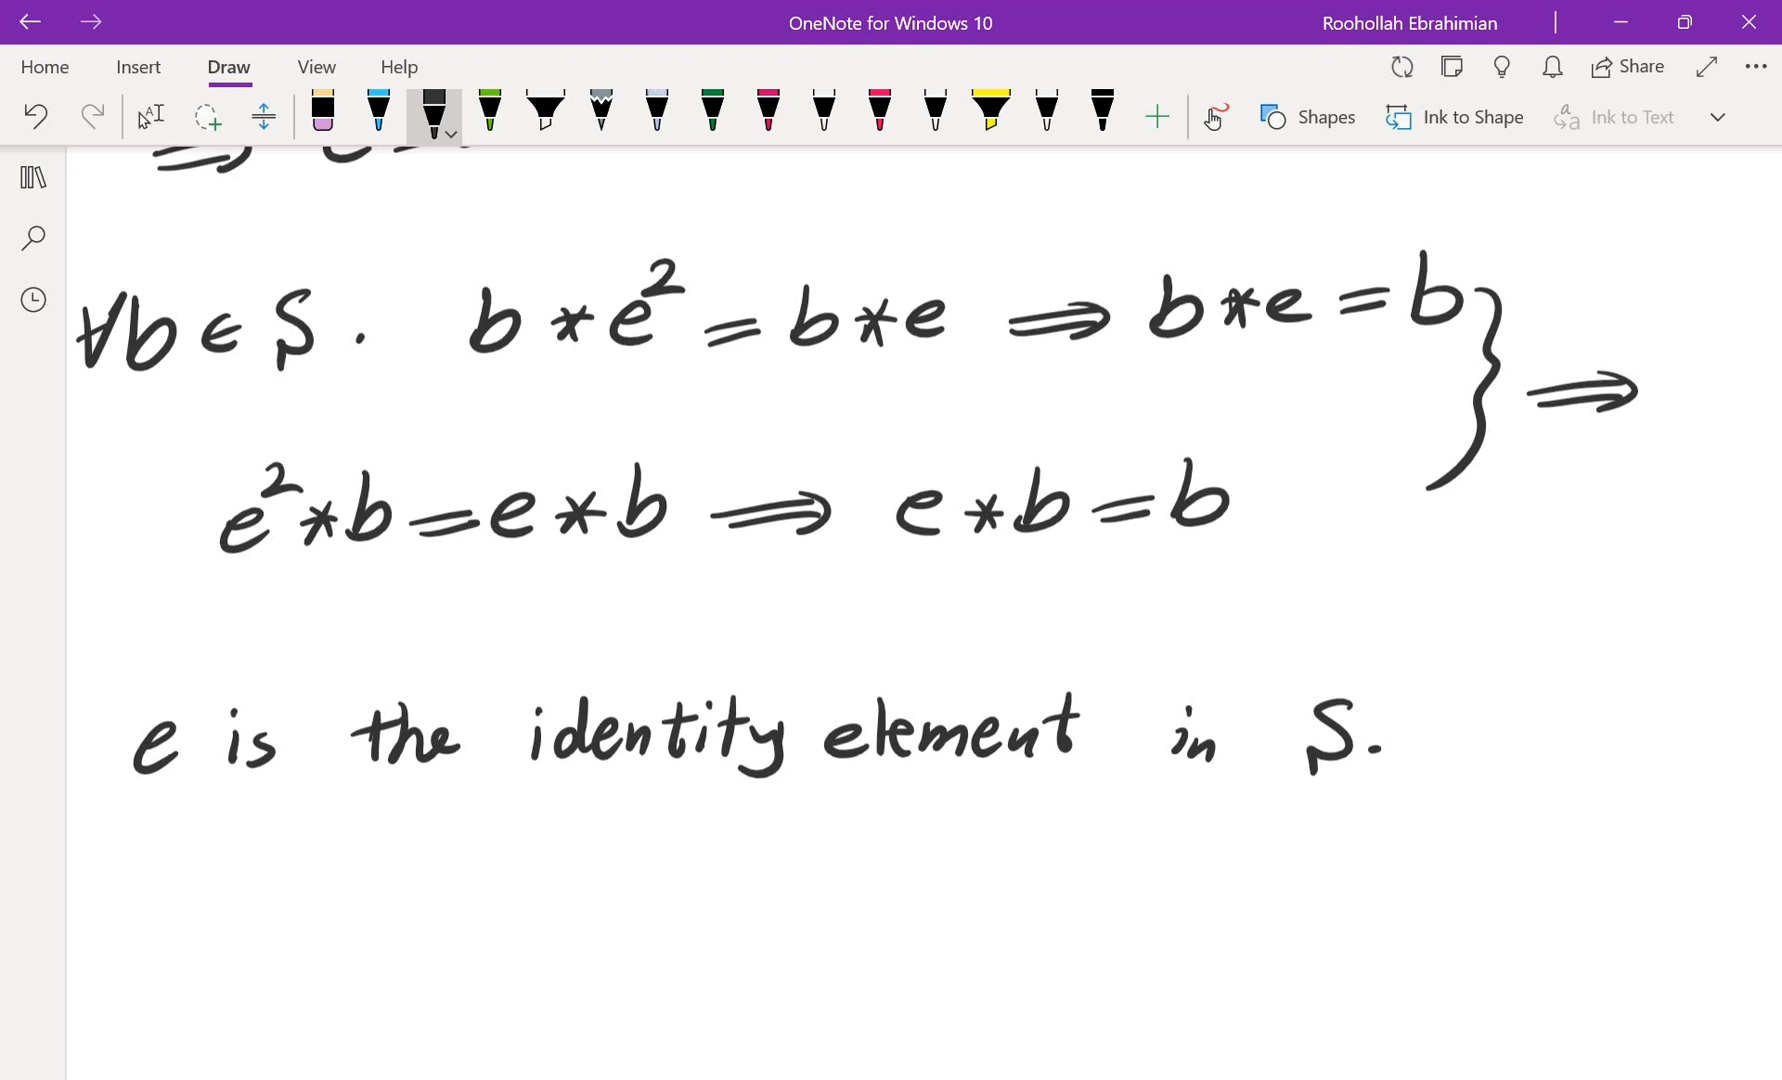 OneNote for Windows 10
Roohollah Ebrahimian
Home Insert Draw View Help
Share
Shapes Ink to Shape Ink to Text
∀b ∈ S. b * e² = b * e ⟹ b * e = b } ⟹
e² * b = e * b ⟹ e * b = b
e is the identity element in S.